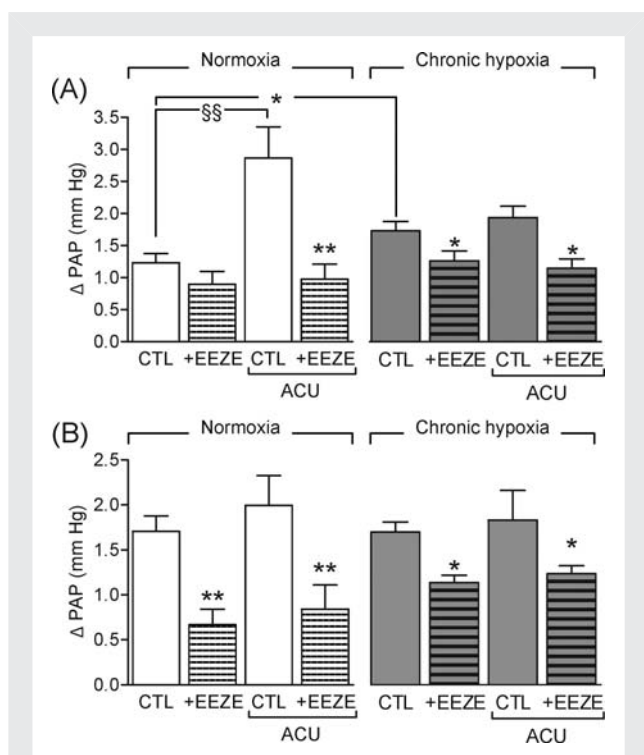 Normoxia Chronic hypoxia
(A)
* 
§§
3.5
3.0
2.5
2.0
1.5
1.0
0.5
0.0
Δ PAP (mm Hg)
** * *
CTL +EEZE CTL +EEZE CTL +EEZE CTL +EEZE
ACU ACU
(B)
Normoxia Chronic hypoxia
2.5
2.0
1.5
1.0
0.5
0.0
Δ PAP (mm Hg)
** ** * *
CTL +EEZE CTL +EEZE CTL +EEZE CTL +EEZE
ACU ACU